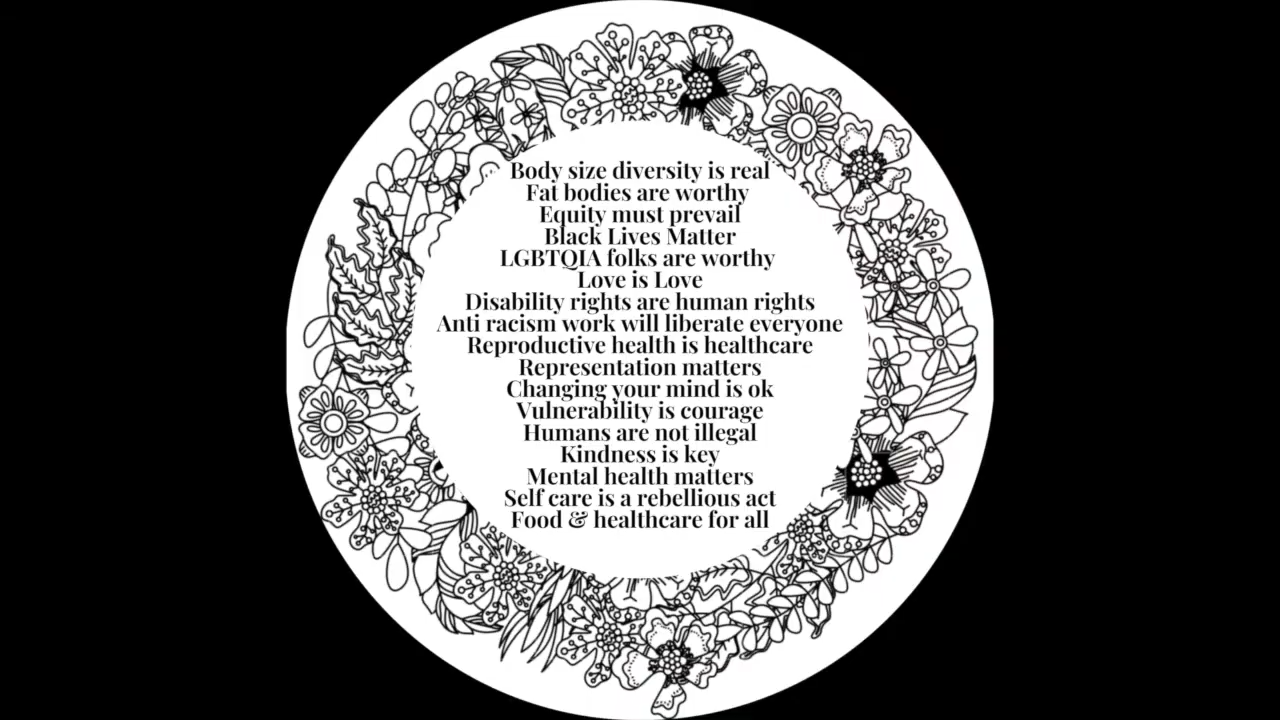 Body size diversity is real
Fat bodies are worthy
Equity must prevail
Black Lives Matter
LGBTQIA folks are worthy
Love is Love
Disability rights are human rights
Anti racism work will liberate everyone
Reproductive health is healthcare
Representation matters
Changing your mind is ok
Vulnerability is courage
Humans are not illegal
Kindness is key
Mental health matters
Self care is a rebellious act
Food & healthcare for all